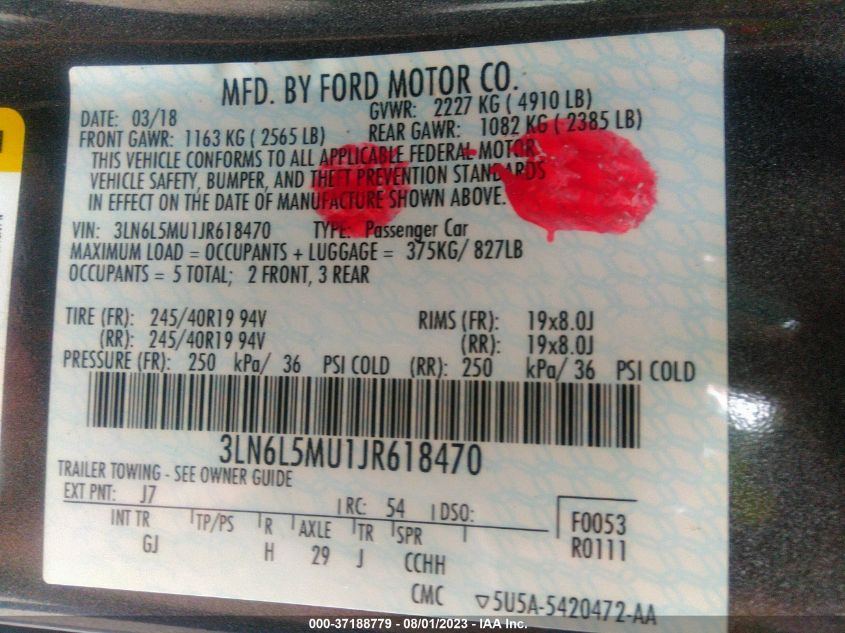 MFD. BY FORD MOTOR CO.
DATE: 03/18 GVWR: 2227 KG ( 4910 LB)
FRONT GAWR: 1163 KG ( 2565 LB) REAR GAWR: 1082 KG ( 2385 LB)
THIS VEHICLE CONFORMS TO ALL APPLICABLE FEDERAL MOTOR
VEHICLE SAFETY, BUMPER, AND THEFT PREVENTION STANDARDS
IN EFFECT ON THE DATE OF MANUFACTURE SHOWN ABOVE.
VIN: 3LN6L5MU1JR618470 TYPE: Passenger Car
MAXIMUM LOAD = OCCUPANTS + LUGGAGE = 375KG/ 827LB
OCCUPANTS = 5 TOTAL; 2 FRONT, 3 REAR
TIRE (FR): 245/40R19 94V RIMS (FR): 19x8.0J
(RR): 245/40R19 94V (RR): 19x8.0J
PRESSURE (FR): 250 kPa/ 36 PSI COLD (RR): 250 kPa/ 36 PSI COLD
3LN6L5MU1JR618470
TRAILER TOWING - SEE OWNER GUIDE
EXT PNT: J7 RC: 54 DSO:
INT TR TP/PS R AXLE TR SPR F0053
GJ H 29 J CCHH R0111
CMC ▽5U5A-5420472-AA
000-37188779 - 08/01/2023 - IAA Inc.